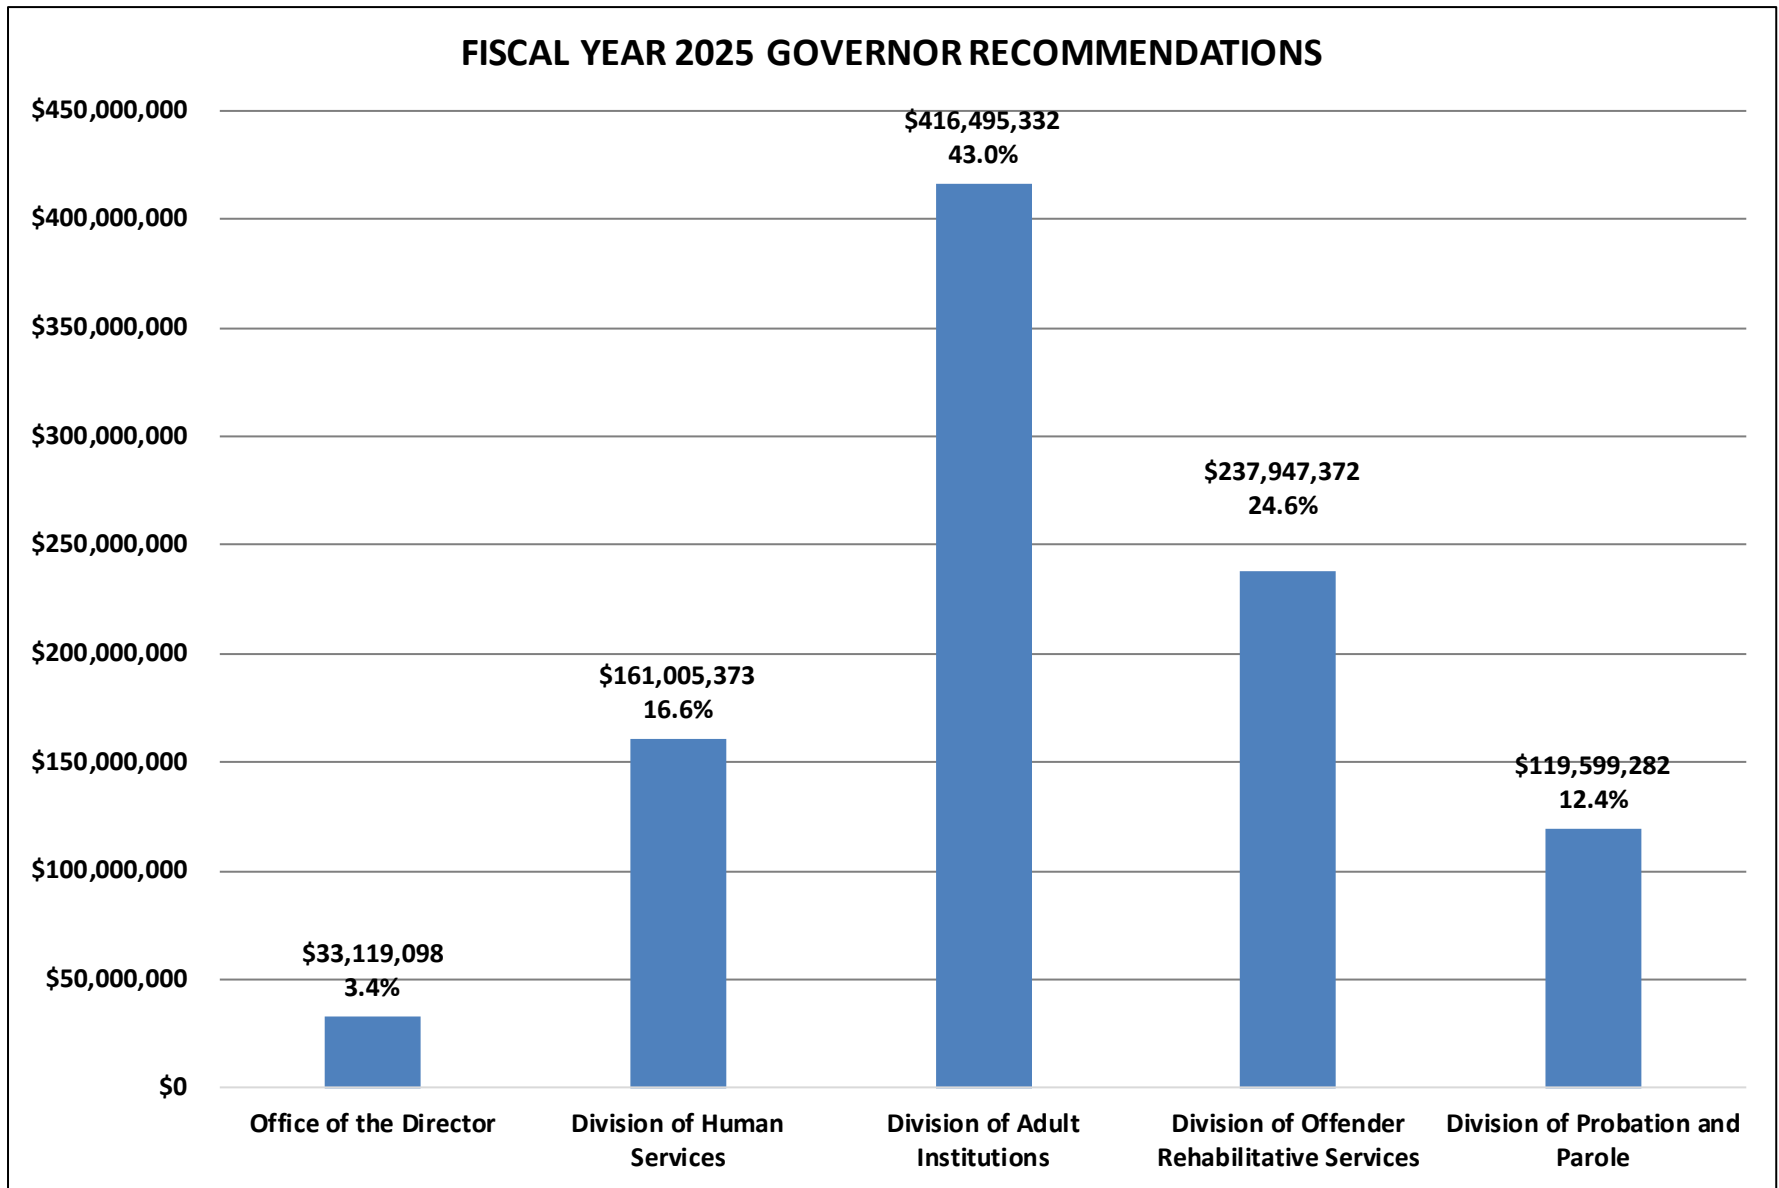 FISCAL YEAR 2025 GOVERNOR RECOMMENDATIONS
$450,000,000
$400,000,000
$350,000,000
$300,000,000
$250,000,000
$200,000,000
$150,000,000
$100,000,000
$50,000,000
$0
$33,119,098
3.4%
$161,005,373
16.6%
$416,495,332
43.0%
$237,947,372
24.6%
$119,599,282
12.4%
Office of the Director
Division of Human
Services
Division of Adult
Institutions
Division of Offender
Rehabilitative Services
Division of Probation and
Parole